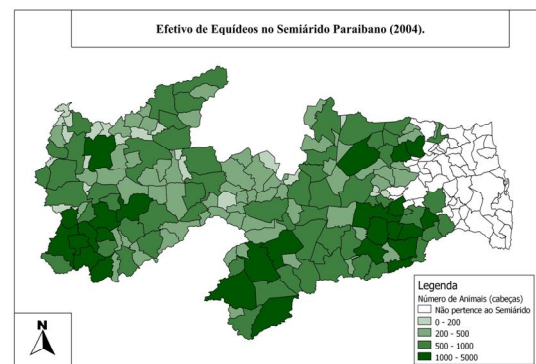 Efetivo de Equídeos no Semiárido Paraibano (2004).
N
Legenda
Número de Animais (cabeças)
Não pertence ao Semiárido
0 - 200
200 - 500
500 - 1000
1000 - 5000